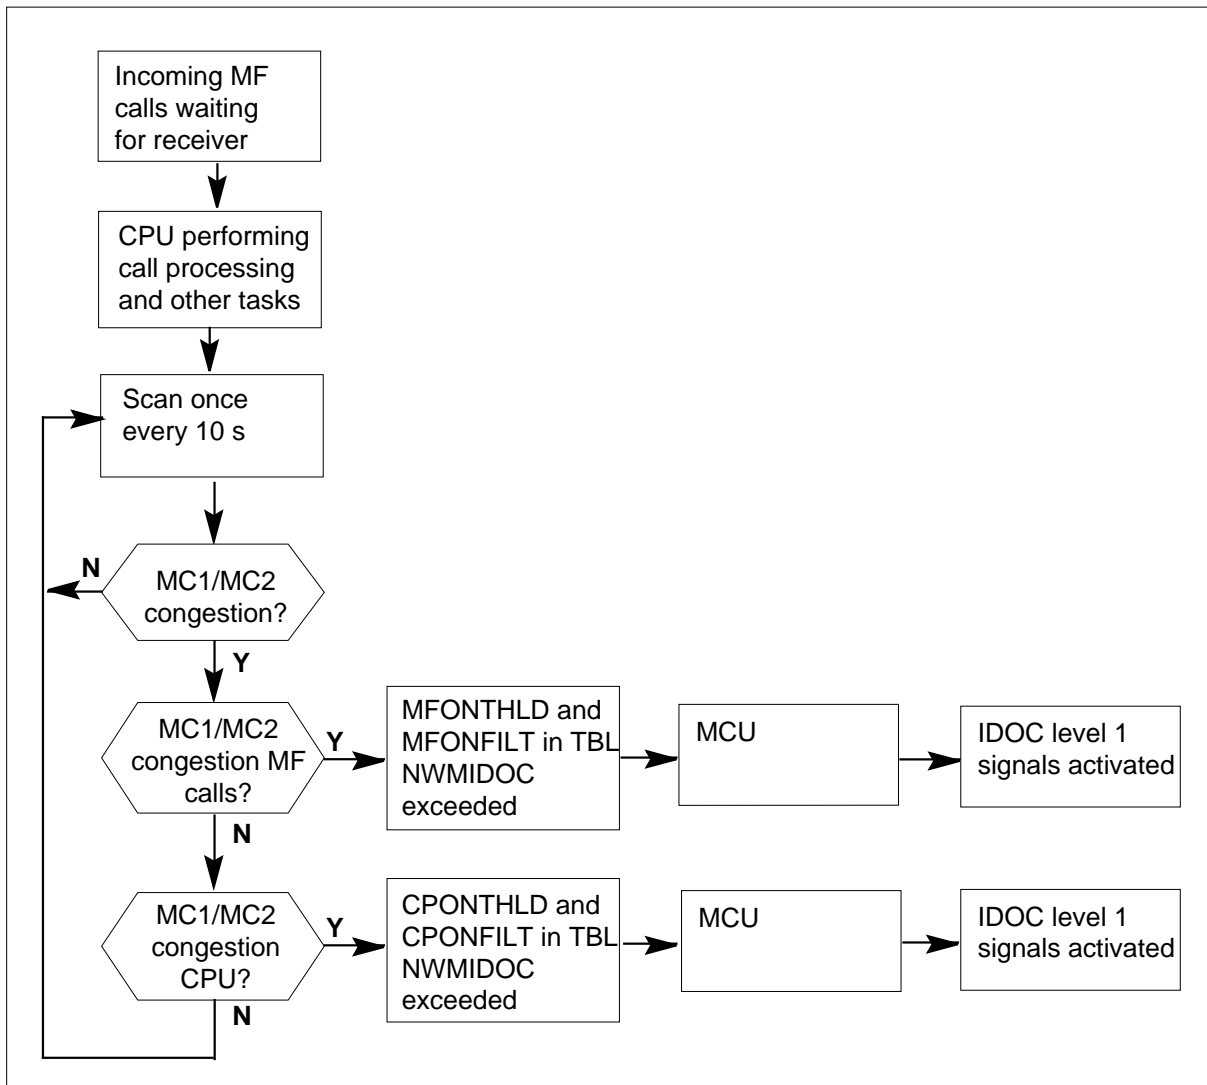 Incoming MF
calls waiting
for receiver
CPU performing
call processing
and other tasks
Scan once
every 10 s
N
MC1/MC2
congestion?
Y
MC1/MC2
congestion MF
calls?
Y
MFONTHLD and
MFONFILT in TBL
NWMIDOC
exceeded
MCU
IDOC level 1
signals activated
N
MC1/MC2
congestion
CPU?
Y
CPONTHLD and
CPONFILT in TBL
NWMIDOC
exceeded
MCU
IDOC level 1
signals activated
N